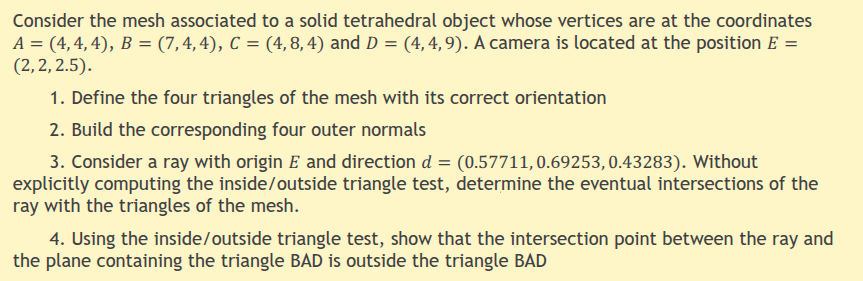 Consider the mesh associated to a solid tetrahedral object whose vertices are at the coordinates
A = (4, 4, 4), B = (7, 4, 4), C = (4, 8, 4) and D = (4, 4, 9). A camera is located at the position E =
(2, 2, 2.5).
1. Define the four triangles of the mesh with its correct orientation
2. Build the corresponding four outer normals
3. Consider a ray with origin E and direction d = (0.57711, 0.69253, 0.43283). Without
explicitly computing the inside/outside triangle test, determine the eventual intersections of the
ray with the triangles of the mesh.
4. Using the inside/outside triangle test, show that the intersection point between the ray and
the plane containing the triangle BAD is outside the triangle BAD